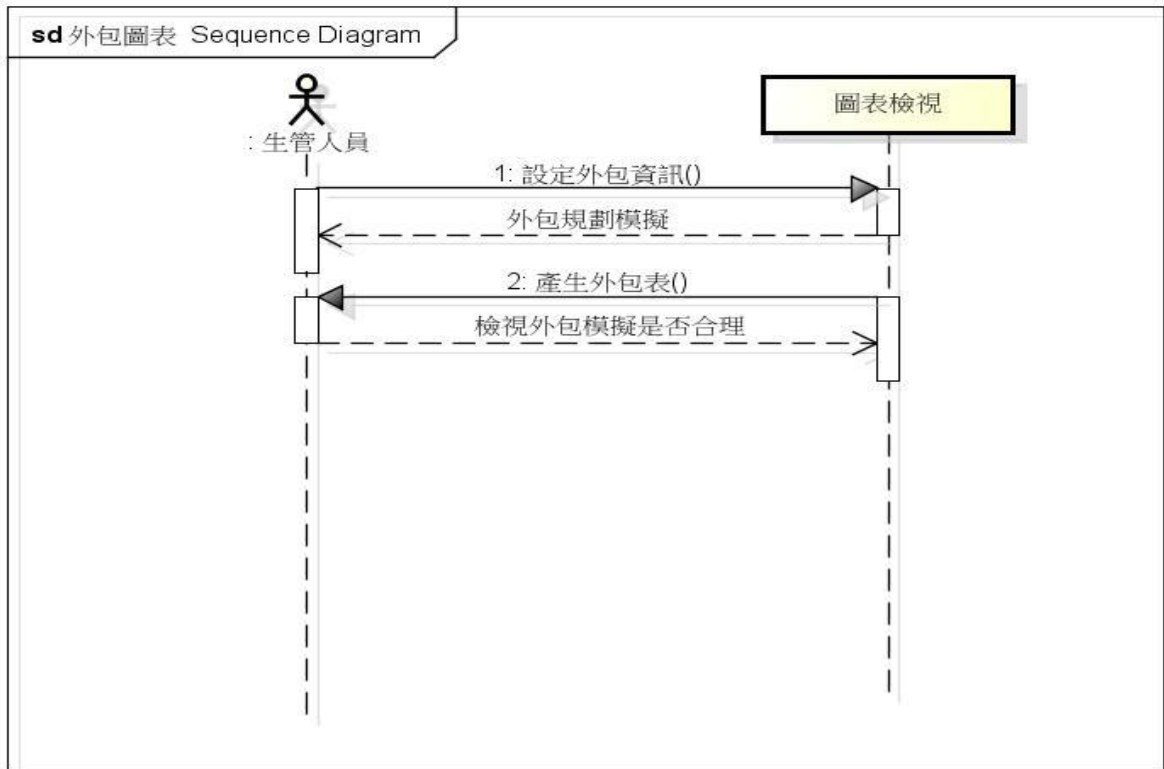 sd 外包圖表 Sequence Diagram
圖表檢視
: 生管人員
1: 設定外包資訊()
外包規劃模擬
2: 產生外包表()
檢視外包模擬是否合理